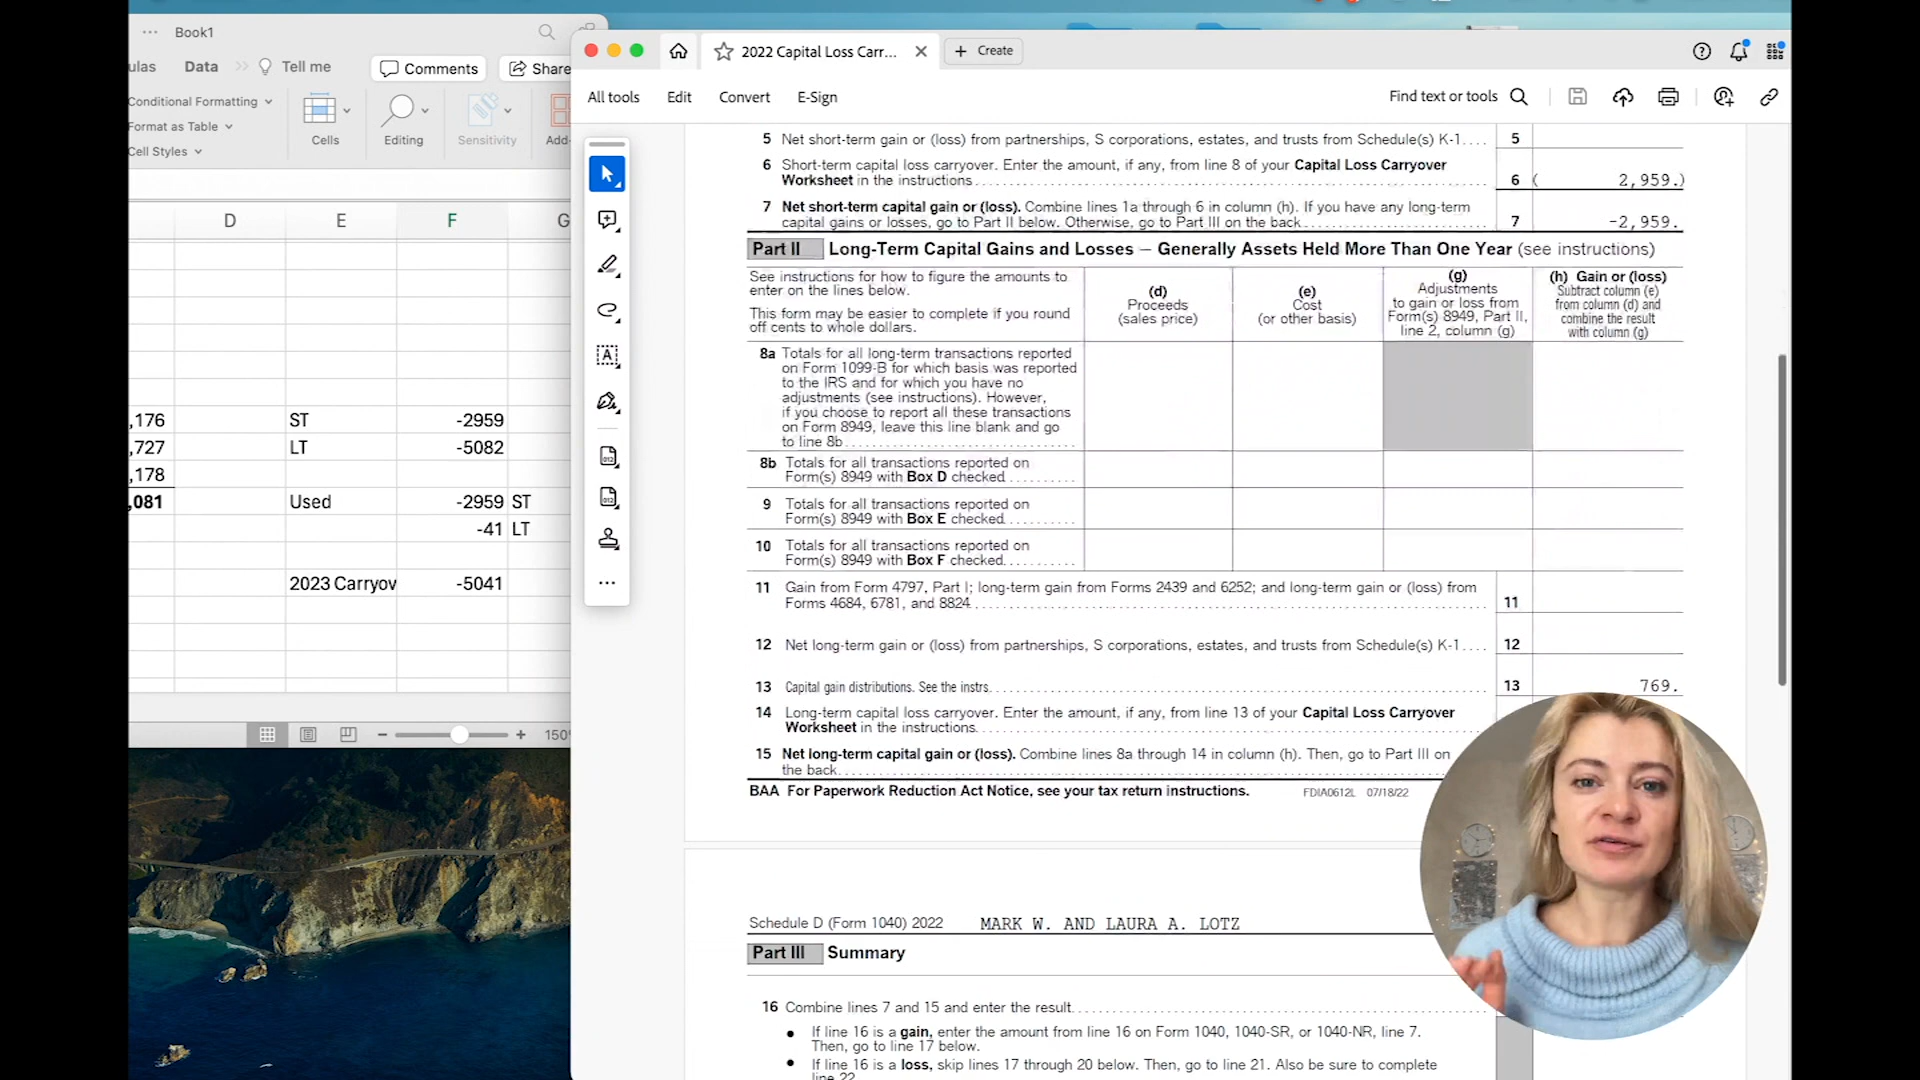 Book1
2022 Capital Loss Carr...
Create
ulas
Data
Tell me
Comments
Share
All tools
Edit
Convert
E-Sign
Find text or tools
Conditional Formatting
Format as Table
Cell Styles
Cells
Editing
Sensitivity
Add-
D E F G
,176 ST -2959
,727 LT -5082
,178
,081 Used -2959 ST
-41 LT
2023 Carryov -5041
5 Net short-term gain or (loss) from partnerships, S corporations, estates, and trusts from Schedule(s) K-1.... 5
6 Short-term capital loss carryover. Enter the amount, if any, from line 8 of your Capital Loss Carryover
Worksheet in the instructions 6 ( 2,959.)
7 Net short-term capital gain or (loss). Combine lines 1a through 6 in column (h). If you have any long-term
capital gains or losses, go to Part II below. Otherwise, go to Part III on the back 7 -2,959.
Part II Long-Term Capital Gains and Losses – Generally Assets Held More Than One Year (see instructions)
See instructions for how to figure the amounts to
enter on the lines below.
This form may be easier to complete if you round
off cents to whole dollars.
(d)
Proceeds
(sales price)
(e)
Cost
(or other basis)
(g)
Adjustments
to gain or loss from
Form(s) 8949, Part II,
line 2, column (g)
(h) Gain or (loss)
Subtract column (e)
from column (d) and
combine the result
with column (g)
8a Totals for all long-term transactions reported
on Form 1099-B for which basis was reported
to the IRS and for which you have no
adjustments (see instructions). However,
if you choose to report all these transactions
on Form 8949, leave this line blank and go
to line 8b
8b Totals for all transactions reported on
Form(s) 8949 with Box D checked
9 Totals for all transactions reported on
Form(s) 8949 with Box E checked
10 Totals for all transactions reported on
Form(s) 8949 with Box F checked
11 Gain from Form 4797, Part I; long-term gain from Forms 2439 and 6252; and long-term gain or (loss) from
Forms 4684, 6781, and 8824 11
12 Net long-term gain or (loss) from partnerships, S corporations, estates, and trusts from Schedule(s) K-1.... 12
13 Capital gain distributions. See the instrs 13 769.
14 Long-term capital loss carryover. Enter the amount, if any, from line 13 of your Capital Loss Carryover
Worksheet in the instructions
15 Net long-term capital gain or (loss). Combine lines 8a through 14 in column (h). Then, go to Part III on
the back
BAA For Paperwork Reduction Act Notice, see your tax return instructions. FDIA0612L 07/18/22
150%
Schedule D (Form 1040) 2022 MARK W. AND LAURA A. LOTZ
Part III Summary
16 Combine lines 7 and 15 and enter the result
• If line 16 is a gain, enter the amount from line 16 on Form 1040, 1040-SR, or 1040-NR, line 7.
Then, go to line 17 below.
• If line 16 is a loss, skip lines 17 through 20 below. Then, go to line 21. Also be sure to complete
line 22